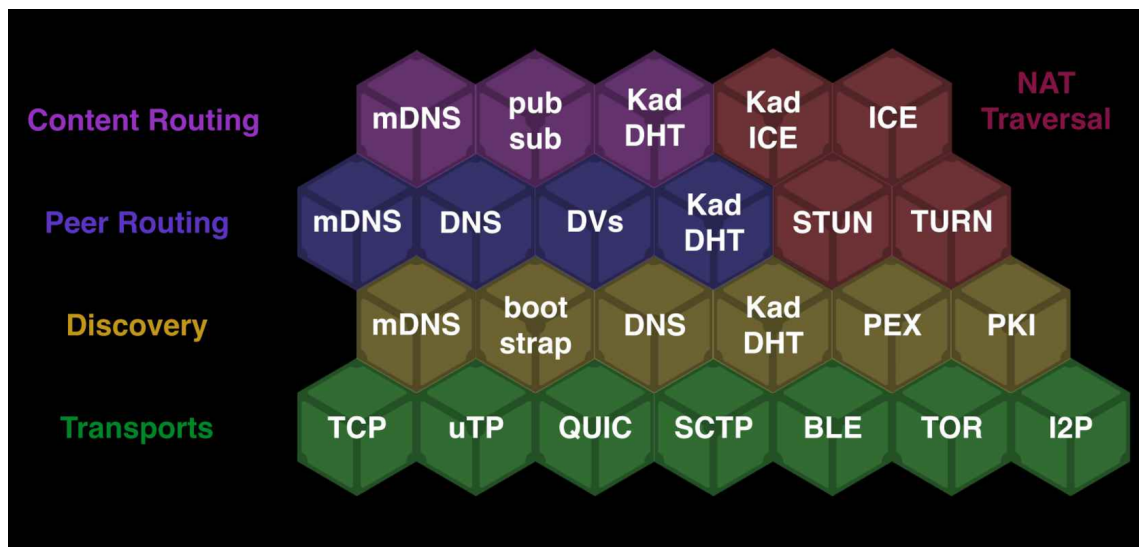 Content Routing
mDNS
pub
sub
Kad
DHT
Kad
ICE
ICE
NAT
Traversal
Peer Routing
mDNS
DNS
DVs
Kad
DHT
STUN
TURN
Discovery
mDNS
boot
strap
DNS
Kad
DHT
PEX
PKI
Transports
TCP
uTP
QUIC
SCTP
BLE
TOR
I2P